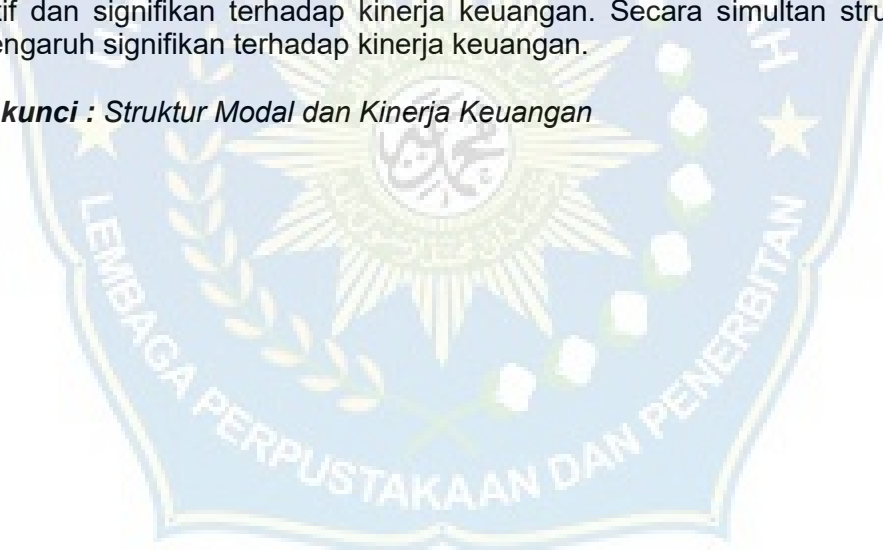 tif dan signifikan terhadap kinerja keuangan. Secara simultan stru
engaruh signifikan terhadap kinerja keuangan.
kunci : Struktur Modal dan Kinerja Keuangan
LEMBAGA PERPUSTAKAAN DAN PENERBITAN